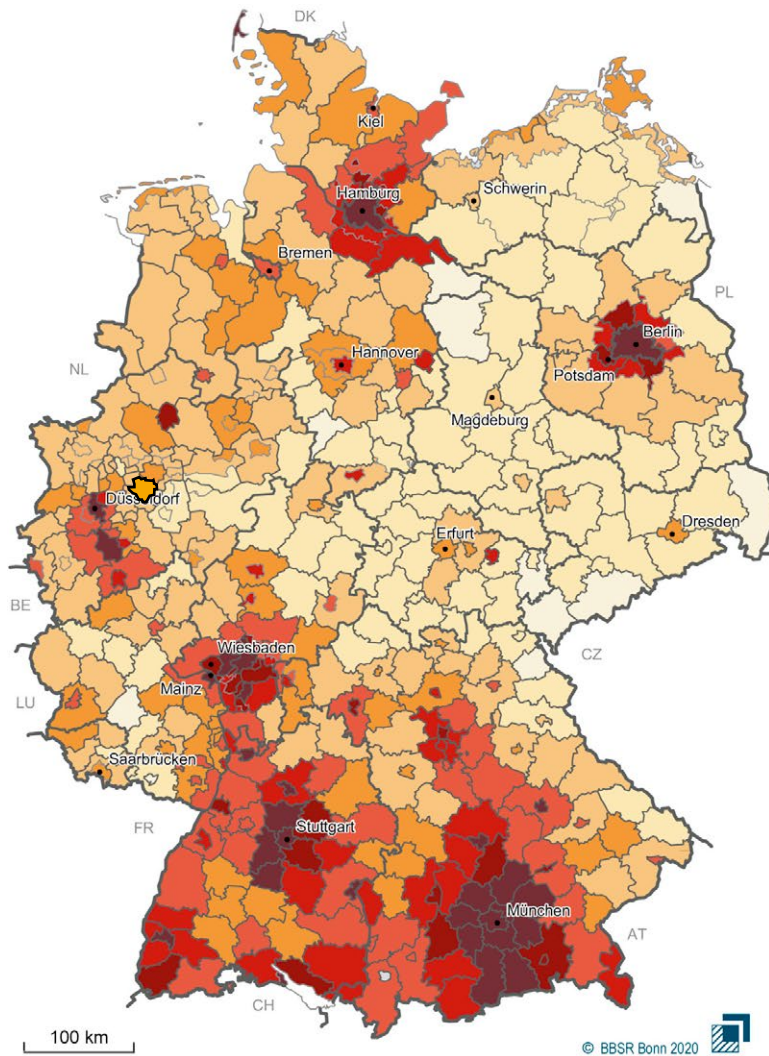 DK
Kiel
Hamburg
Schwerin
Bremen
PL
Berlin
NL
Hannover
Potsdam
Magdeburg
Düsseldorf
Dresden
Erfurt
BE
CZ
Wiesbaden
LU
Mainz
Saarbrücken
FR
Stuttgart
München
AT
CH
100 km
© BBSR Bonn 2020